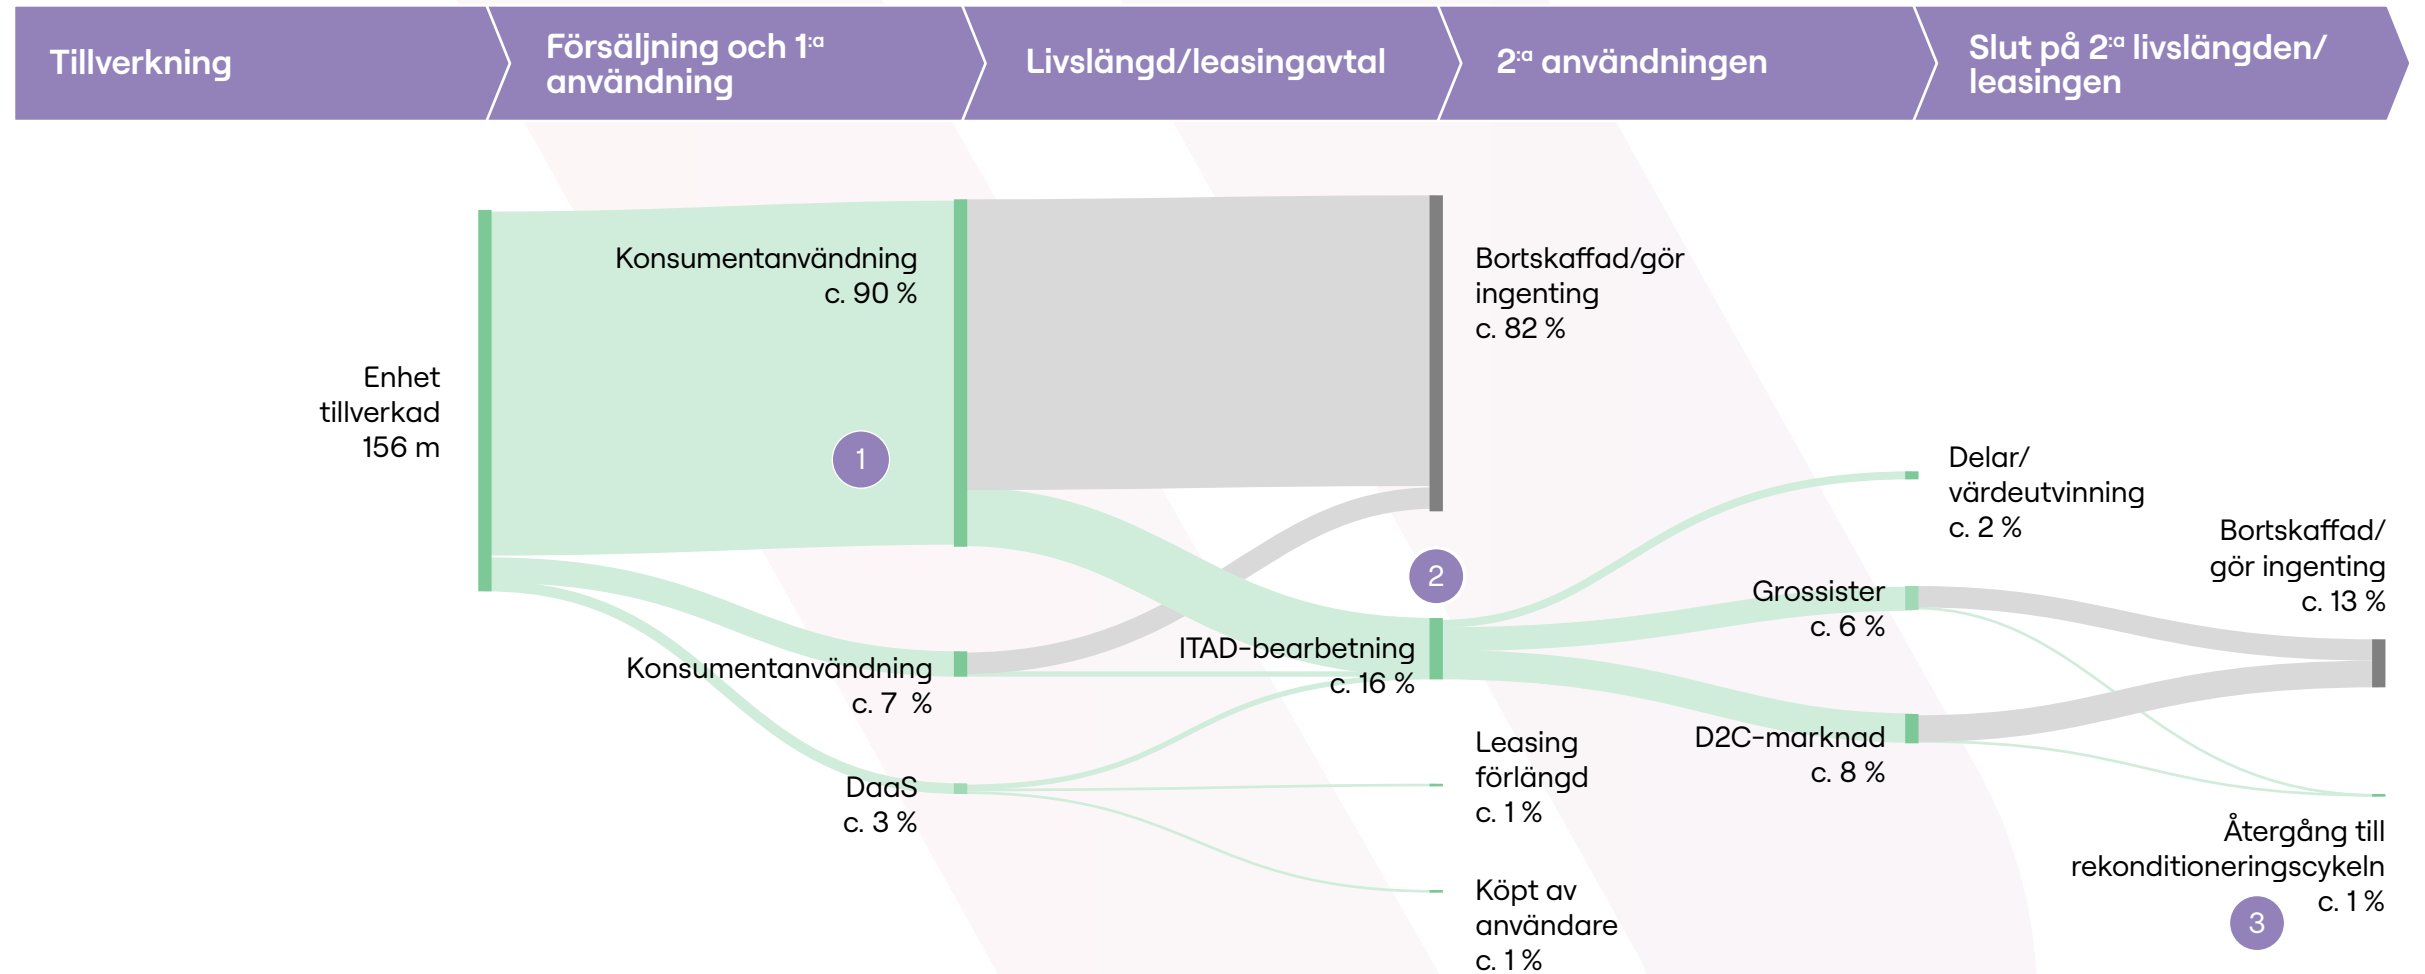 Tillverkning
Försäljning och 1:a
användning
Livslängd/leasingavtal
2:a användningen
Slut på 2:a livslängden/
leasingen
Enhet
tillverkad
156 m
Konsumentanvändning
c. 90 %
1
Konsumentanvändning
c. 7 %
DaaS
c. 3 %
Bortskaffad/gör
ingenting
c. 82 %
2
ITAD-bearbetning
c. 16 %
Leasing
förlängd
c. 1 %
Köpt av
användare
c. 1 %
Delar/
värdeutvinning
c. 2 %
Grossister
c. 6 %
D2C-marknad
c. 8 %
Bortskaffad/
gör ingenting
c. 13 %
Återgång till
rekonditioneringscykeln
c. 1 %
3